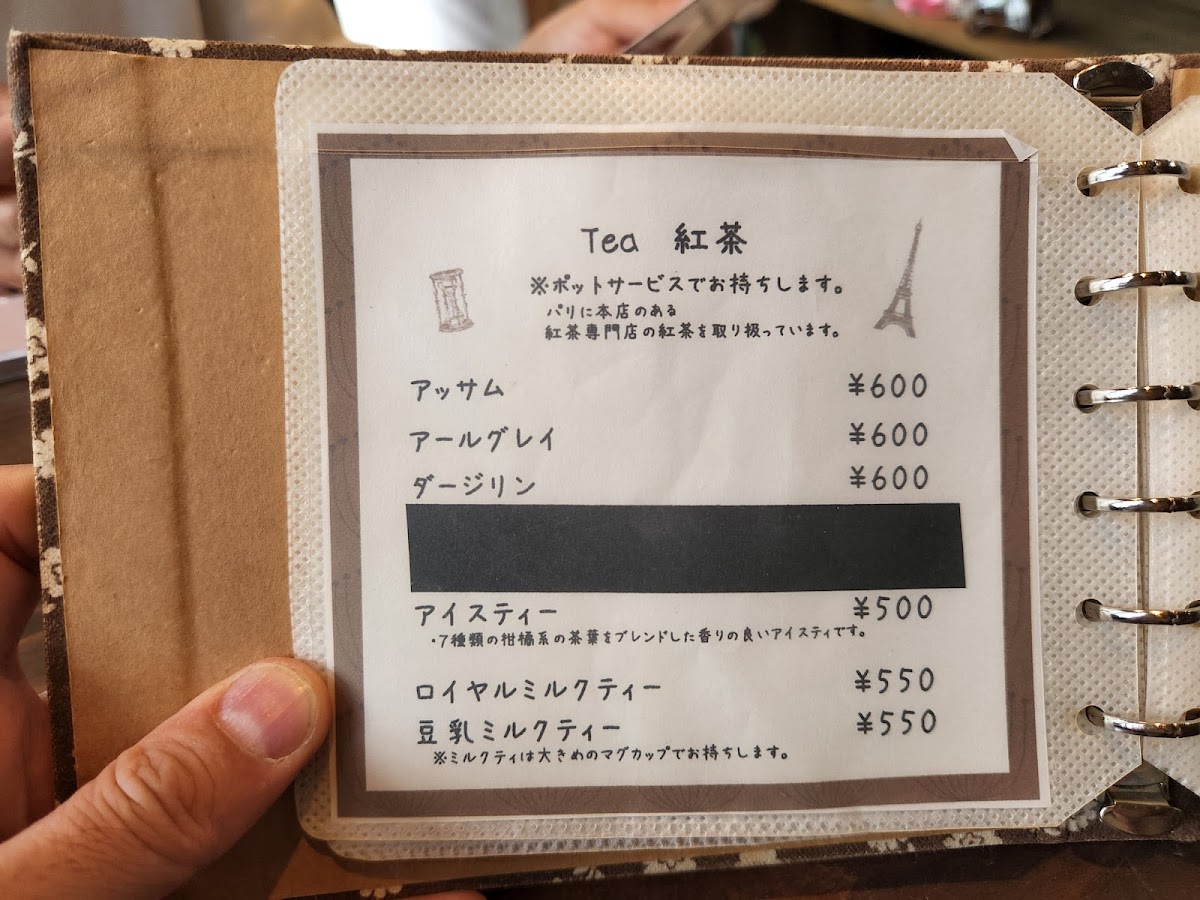 Tea 紅茶
※ポットサービスでお持ちします。
パリに本店のある
紅茶専門店の紅茶を取り扱っています。
アッサム ¥600
アールグレイ ¥600
ダージリン ¥600
アイスティー ¥500
・7種類の柑橘系の茶葉をブレンドした香りの良いアイスティです。
ロイヤルミルクティー ¥550
豆乳ミルクティー ¥550
※ミルクティは大きめのマグカップでお持ちします。